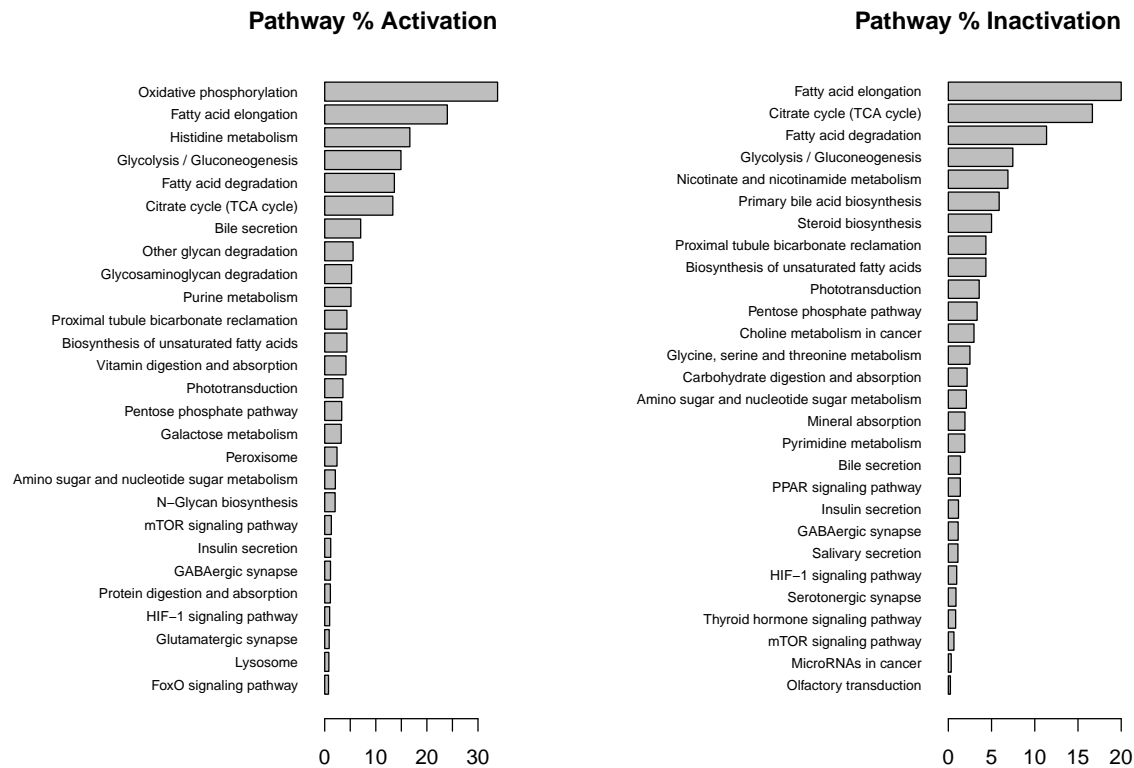 Pathway % Activation
Oxidative phosphorylation
Fatty acid elongation
Histidine metabolism
Glycolysis / Gluconeogenesis
Fatty acid degradation
Citrate cycle (TCA cycle)
Bile secretion
Other glycan degradation
Glycosaminoglycan degradation
Purine metabolism
Proximal tubule bicarbonate reclamation
Biosynthesis of unsaturated fatty acids
Vitamin digestion and absorption
Phototransduction
Pentose phosphate pathway
Galactose metabolism
Peroxisome
Amino sugar and nucleotide sugar metabolism
N−Glycan biosynthesis
mTOR signaling pathway
Insulin secretion
GABAergic synapse
Protein digestion and absorption
HIF−1 signaling pathway
Glutamatergic synapse
Lysosome
FoxO signaling pathway
0 10 20 30
Pathway % Inactivation
Fatty acid elongation
Citrate cycle (TCA cycle)
Fatty acid degradation
Glycolysis / Gluconeogenesis
Nicotinate and nicotinamide metabolism
Primary bile acid biosynthesis
Steroid biosynthesis
Proximal tubule bicarbonate reclamation
Biosynthesis of unsaturated fatty acids
Phototransduction
Pentose phosphate pathway
Choline metabolism in cancer
Glycine, serine and threonine metabolism
Carbohydrate digestion and absorption
Amino sugar and nucleotide sugar metabolism
Mineral absorption
Pyrimidine metabolism
Bile secretion
PPAR signaling pathway
Insulin secretion
GABAergic synapse
Salivary secretion
HIF−1 signaling pathway
Serotonergic synapse
Thyroid hormone signaling pathway
mTOR signaling pathway
MicroRNAs in cancer
Olfactory transduction
0 5 10 15 20